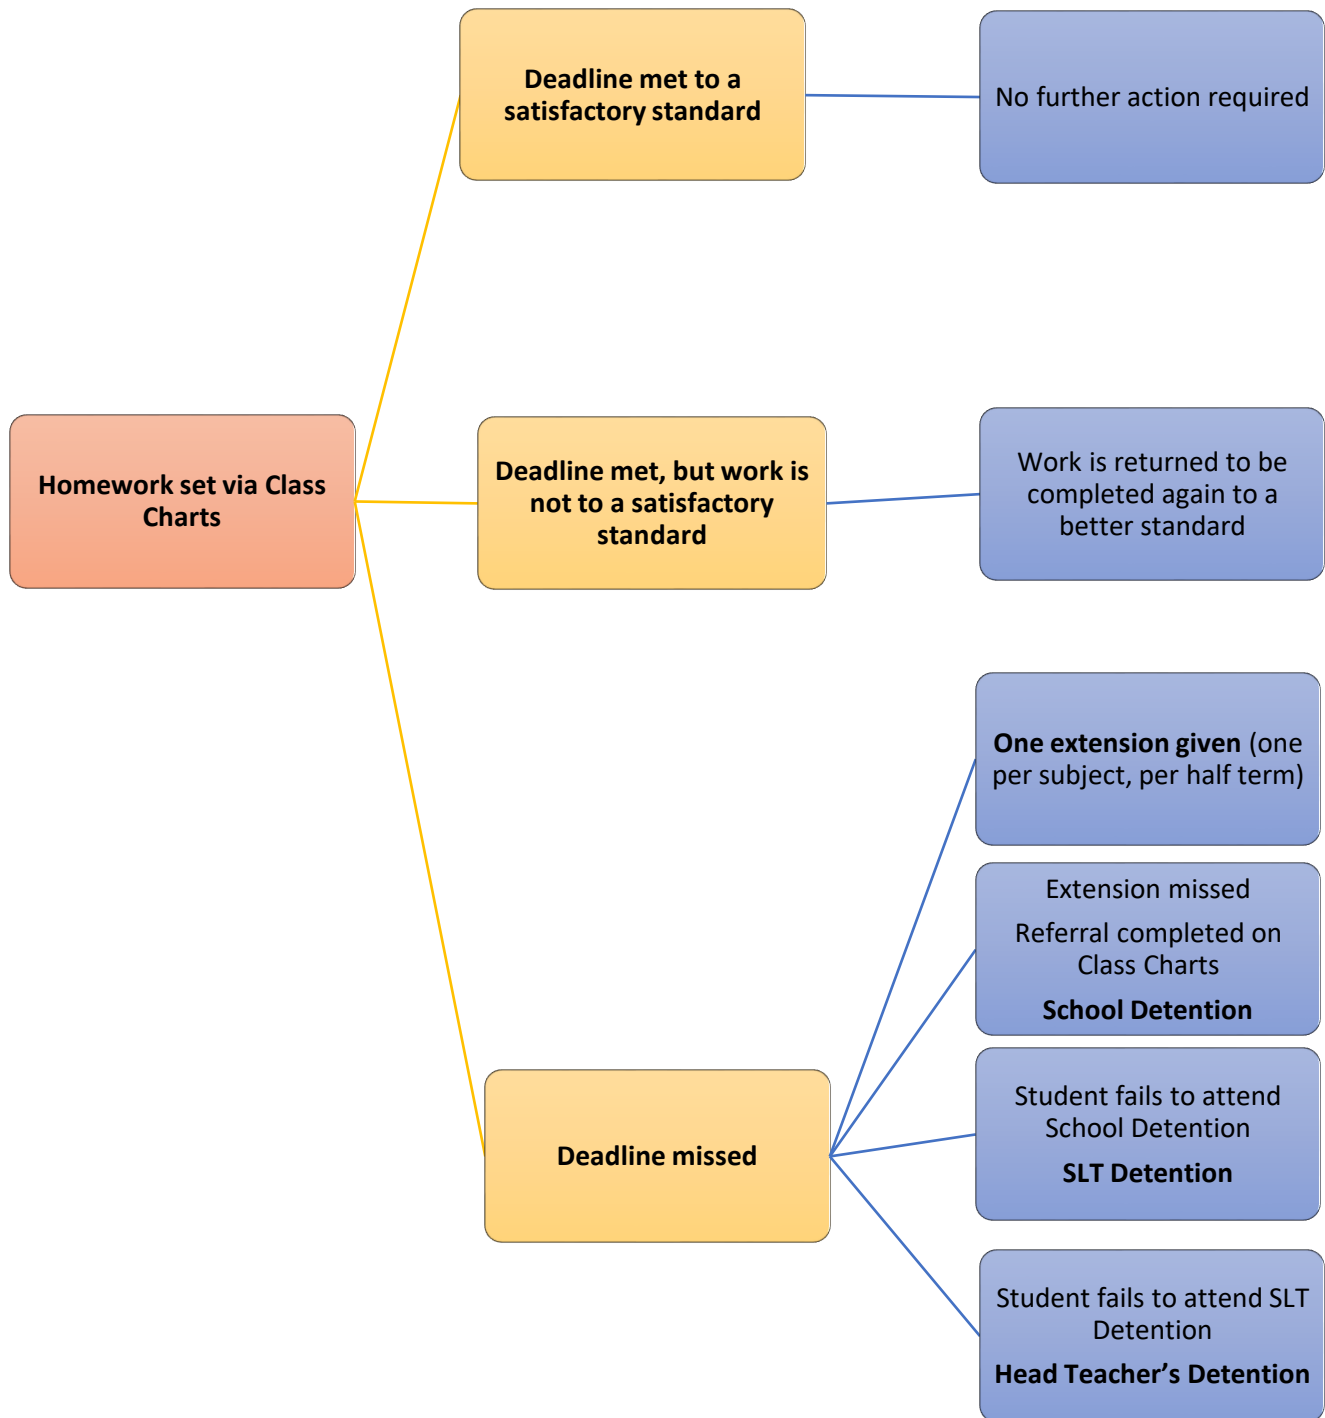 Deadline met to a
satisfactory standard
No further action required
Homework set via Class
Charts
Deadline met, but work is
not to a satisfactory
standard
Work is returned to be
completed again to a
better standard
Deadline missed
One extension given (one
per subject, per half term)
Extension missed
Referral completed on
Class Charts
School Detention
Student fails to attend
School Detention
SLT Detention
Student fails to attend SLT
Detention
Head Teacher’s Detention